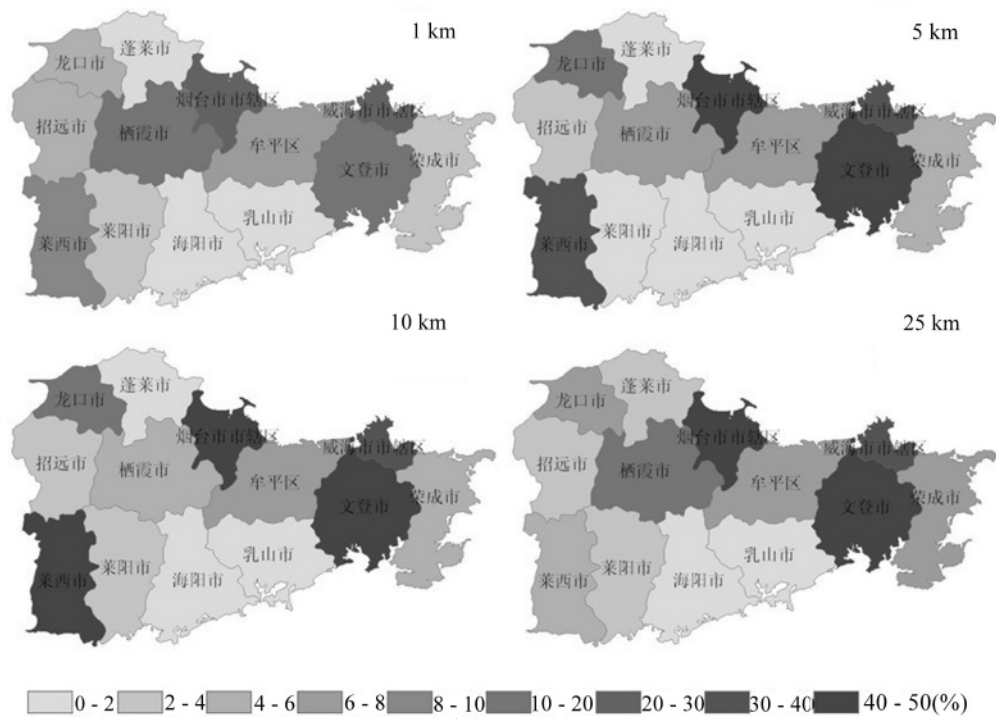 1 km
蓬莱市
龙口市
烟台市市辖区
威海市市辖区
招远市
栖霞市
牟平区
荣成市
文登市
乳山市
莱西市
莱阳市
海阳市
5 km
蓬莱市
龙口市
烟台市市辖区
威海市市辖区
招远市
栖霞市
牟平区
荣成市
文登市
乳山市
莱西市
莱阳市
海阳市
10 km
蓬莱市
龙口市
烟台市市辖区
威海市市辖区
招远市
栖霞市
牟平区
荣成市
文登市
乳山市
莱西市
莱阳市
海阳市
25 km
蓬莱市
龙口市
烟台市市辖区
威海市市辖区
招远市
栖霞市
牟平区
荣成市
文登市
乳山市
莱西市
莱阳市
海阳市
0 - 2 2 - 4 4 - 6 6 - 8 8 - 10 10 - 20 20 - 30 30 - 40 40 - 50(%)